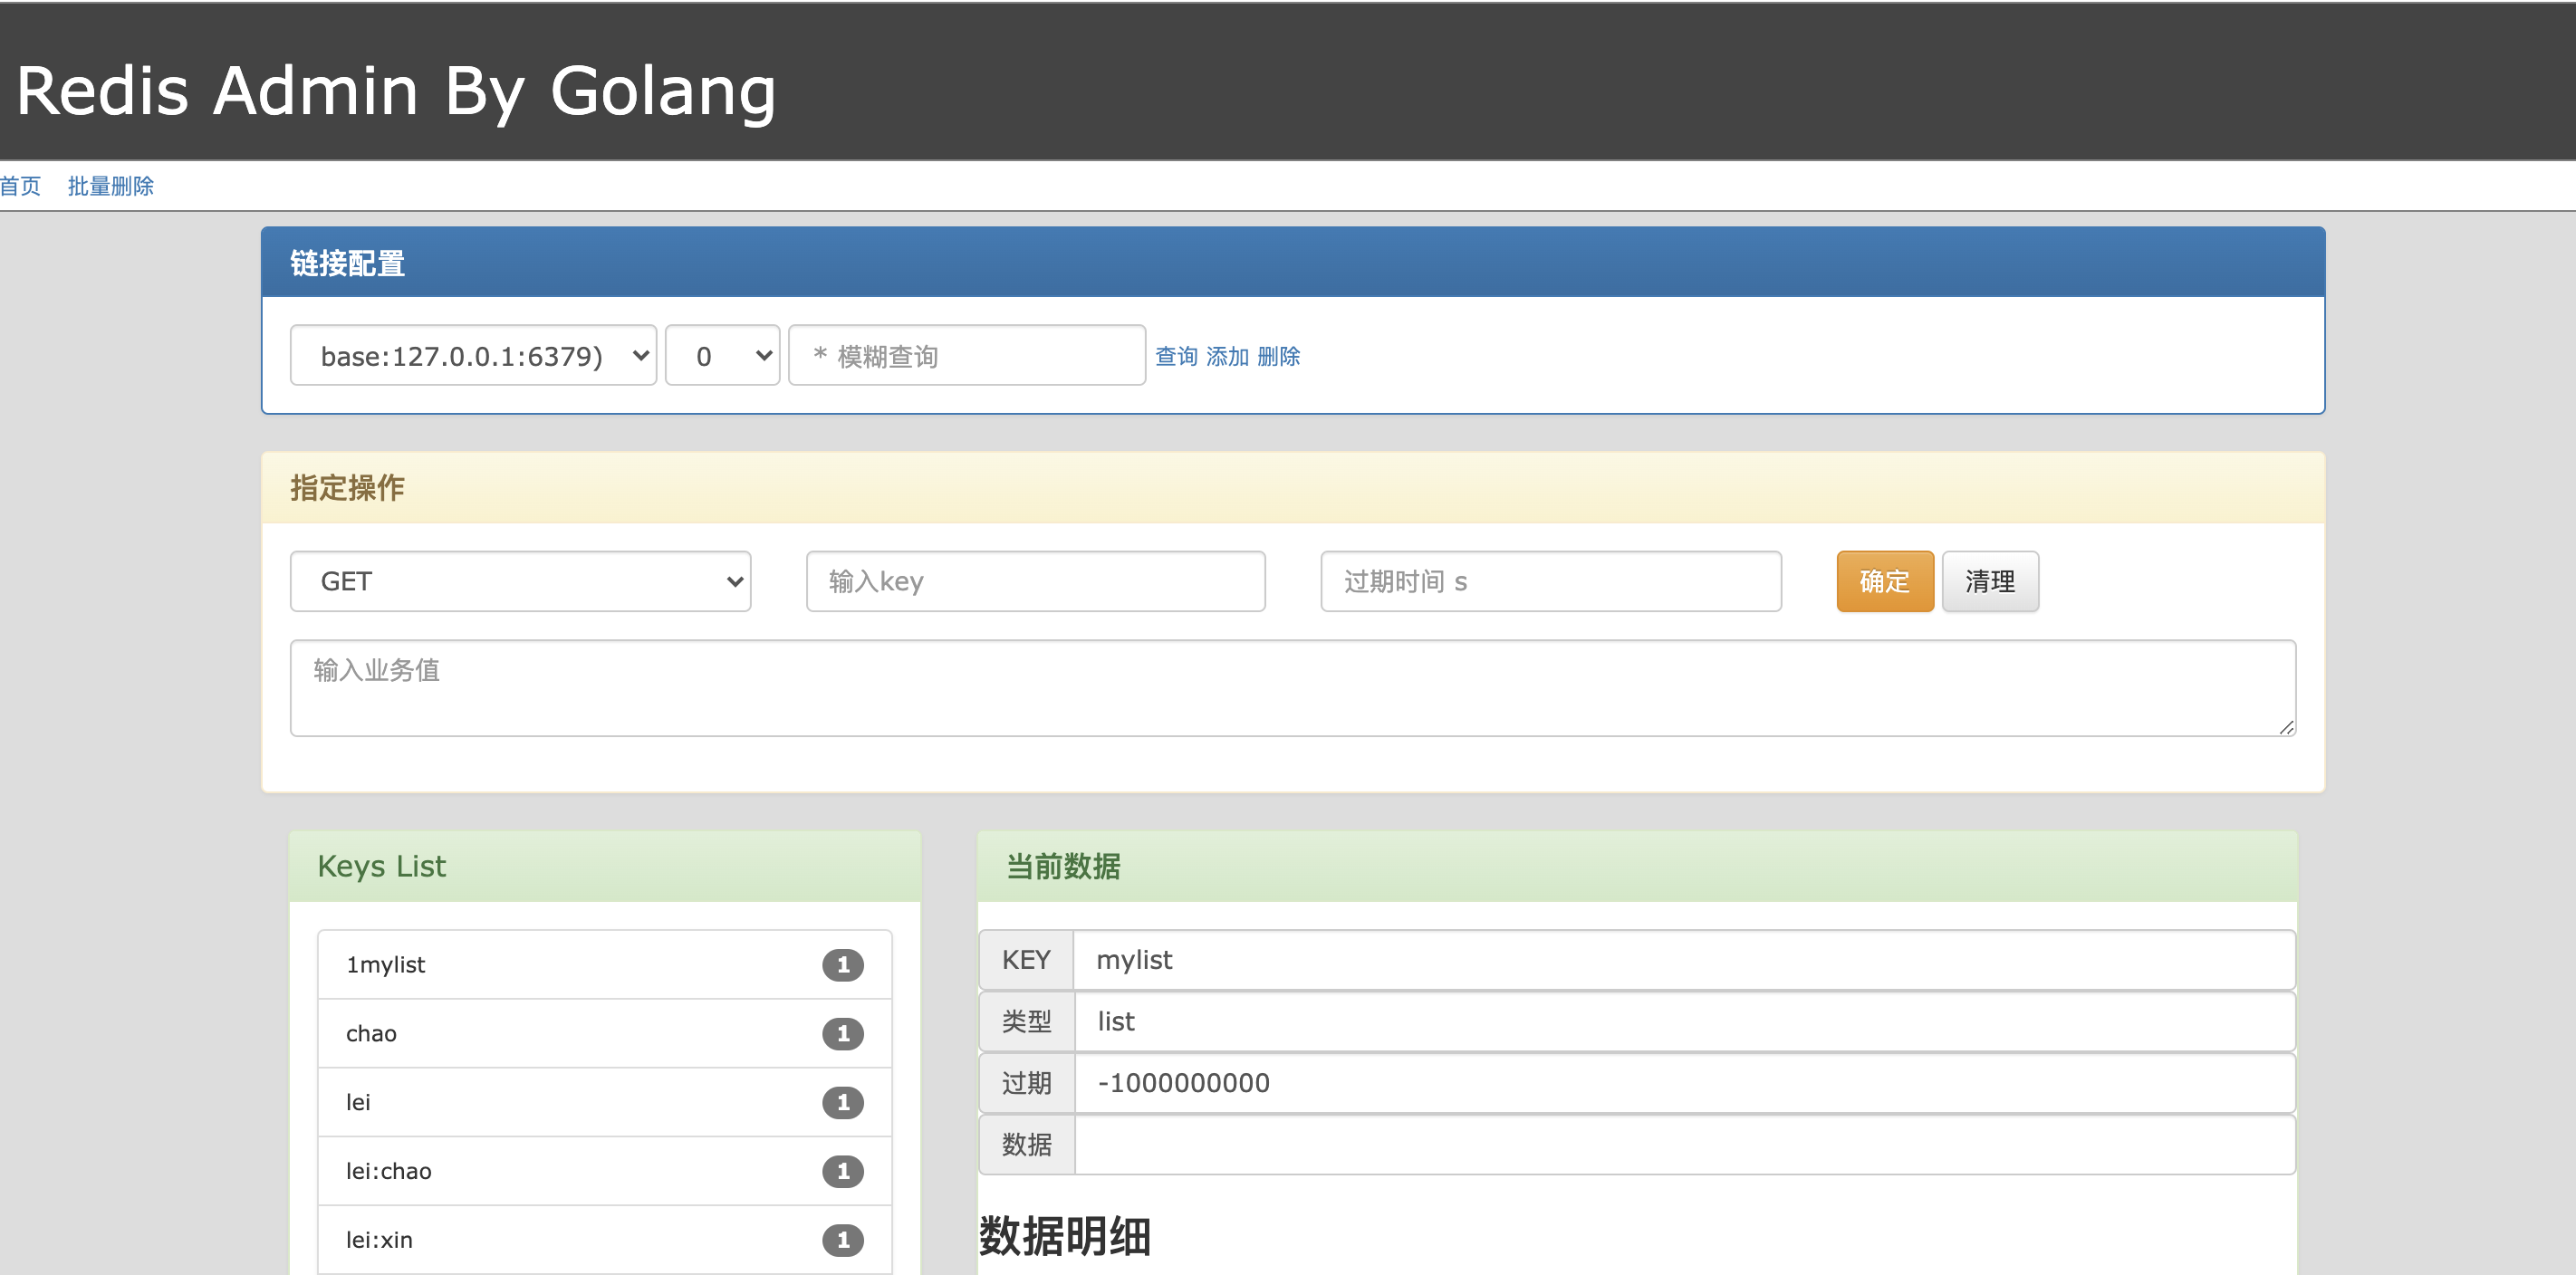 Redis Admin By Golang
首页 批量删除
链接配置
base:127.0.0.1:6379) 0 * 模糊查询 查询 添加 删除
指定操作
GET 输入key 过期时间 s 确定 清理
输入业务值
Keys List
1mylist 1
chao 1
lei 1
lei:chao 1
lei:xin 1
当前数据
KEY mylist
类型 list
过期 -1000000000
数据
数据明细